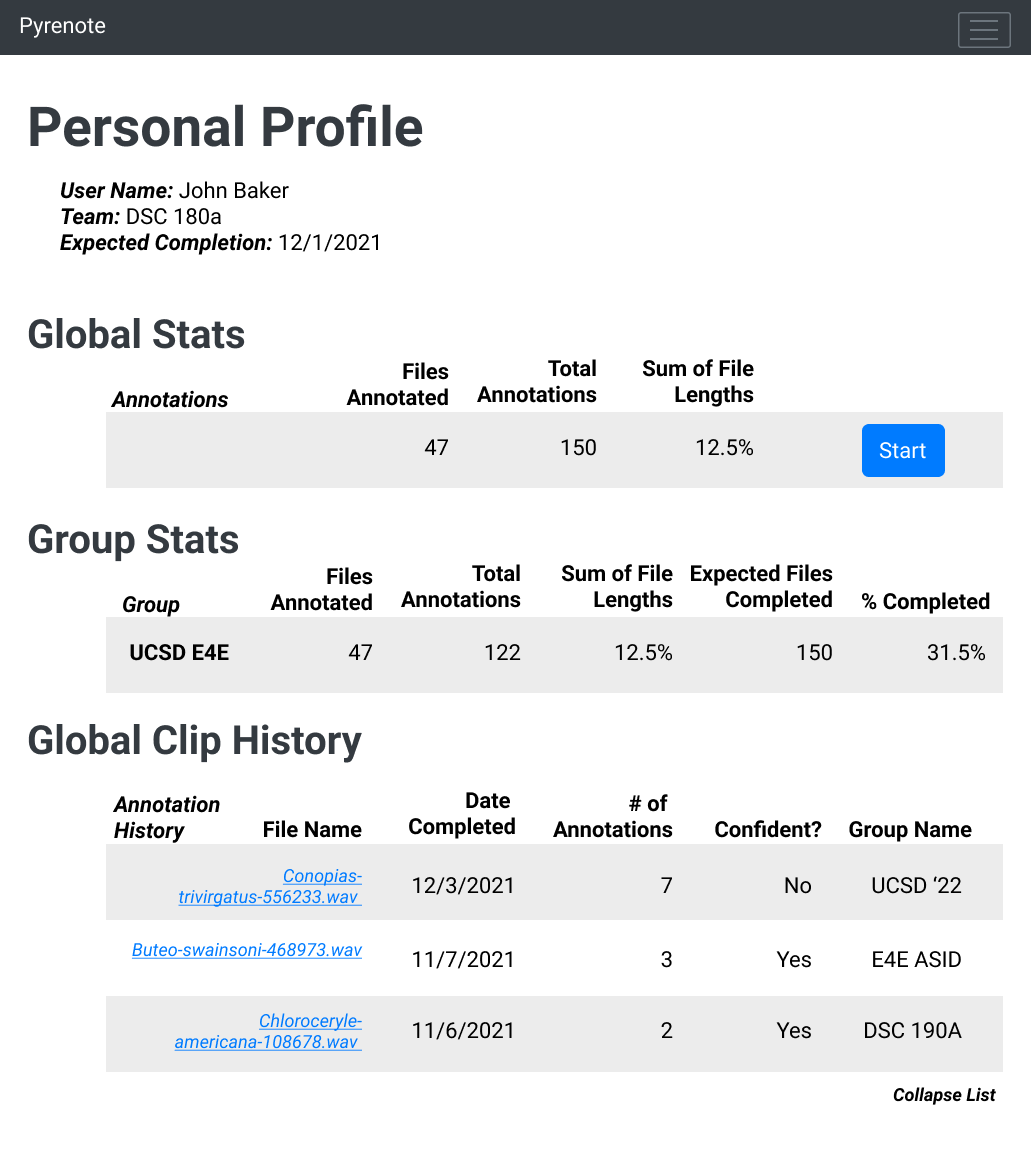 Pyrenote
Personal Profile
User Name: John Baker
Team: DSC 180a
Expected Completion: 12/1/2021
Global Stats
Annotations
Files
Annotated
Total
Annotations
Sum of File
Lengths
47 150 12.5% Start
Group Stats
Group
Files
Annotated
Total
Annotations
Sum of File
Lengths
Expected Files
Completed
% Completed
UCSD E4E 47 122 12.5% 150 31.5%
Global Clip History
Annotation
History
File Name
Date
Completed
# of
Annotations
Confident?
Group Name
Conopias-
trivirgatus-556233.wav
12/3/2021 7 No UCSD ‘22
Buteo-swainsoni-468973.wav
11/7/2021 3 Yes E4E ASID
Chloroceryle-
americana-108678.wav
11/6/2021 2 Yes DSC 190A
Collapse List